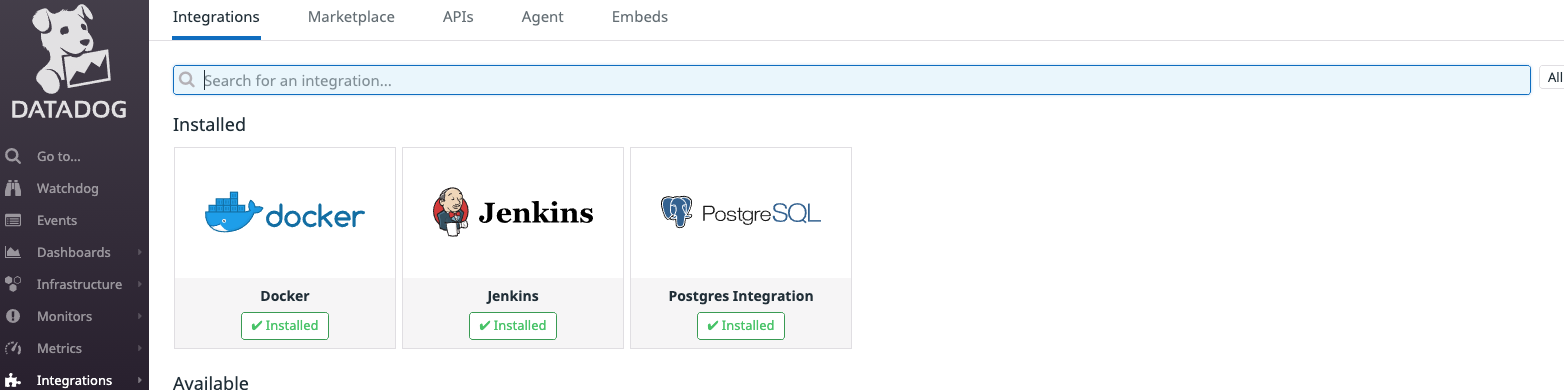 Integrations
Marketplace
APIs
Agent
Embeds
DATADOG
Search for an integration...
All
Go to...
Watchdog
Events
Dashboards
Infrastructure
Monitors
Metrics
Integrations
Installed
docker
Jenkins
PostgreSQL
Docker
Jenkins
Postgres Integration
✔ Installed
✔ Installed
✔ Installed
Available